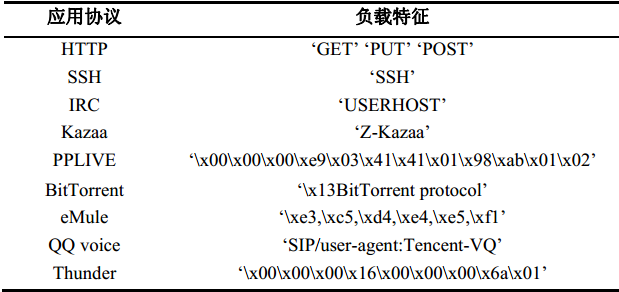 应用协议 负载特征
HTTP ‘GET’ ‘PUT’ ‘POST’
SSH ‘SSH’
IRC ‘USERHOST’
Kazaa ‘Z-Kazaa’
PPLIVE ‘\x00\x00\x00\xe9\x03\x41\x41\x01\x98\xab\x01\x02’
BitTorrent ‘\x13BitTorrent protocol’
eMule ‘\xe3,\xc5,\xd4,\xe4,\xe5,\xf1’
QQ voice ‘SIP/user-agent:Tencent-VQ’
Thunder ‘\x00\x00\x00\x16\x00\x00\x00\x6a\x01’